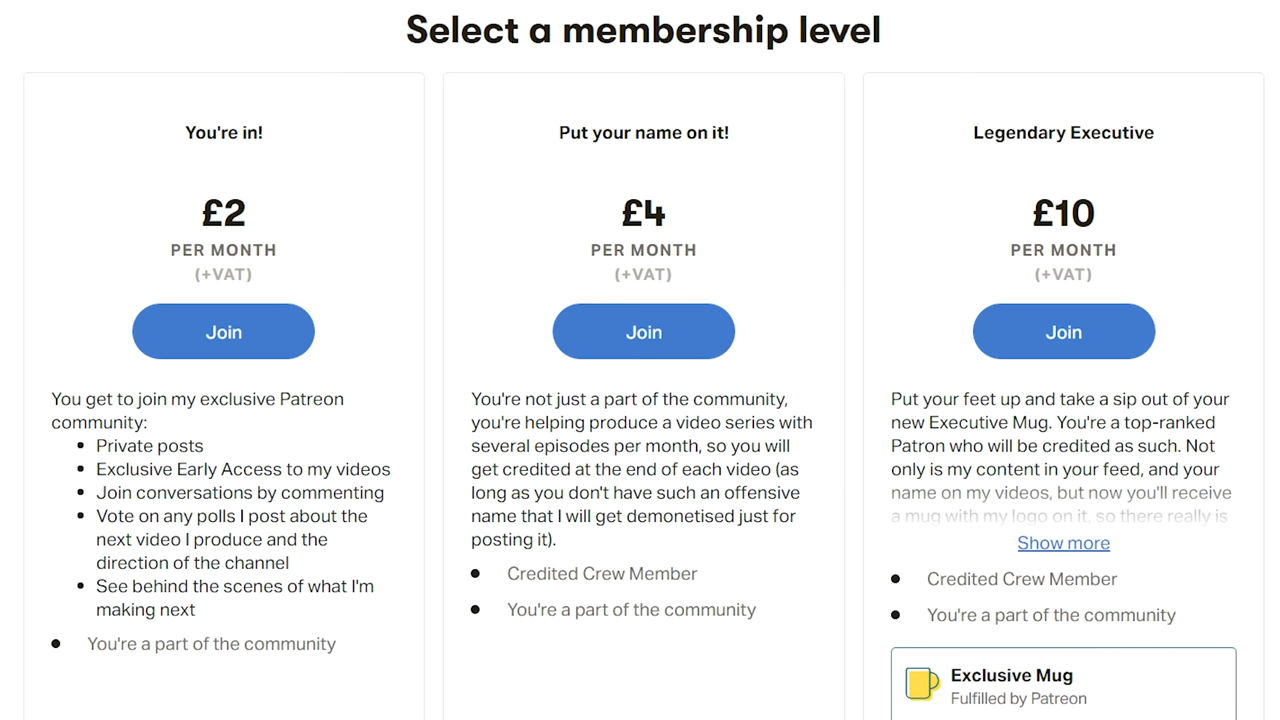 Select a membership level
You're in!
£2
PER MONTH
(+VAT)
Join
You get to join my exclusive Patreon
community:
Private posts
Exclusive Early Access to my videos
Join conversations by commenting
Vote on any polls I post about the
next video I produce and the
direction of the channel
See behind the scenes of what I'm
making next
You're a part of the community
Put your name on it!
£4
PER MONTH
(+VAT)
Join
You're not just a part of the community,
you're helping produce a video series with
several episodes per month, so you will
get credited at the end of each video (as
long as you don't have such an offensive
name that I will get demonetised just for
posting it).
Credited Crew Member
You're a part of the community
Legendary Executive
£10
PER MONTH
(+VAT)
Join
Put your feet up and take a sip out of your
new Executive Mug. You're a top-ranked
Patron who will be credited as such. Not
only is my content in your feed, and your
name on my videos, but now you'll receive
a mug with my logo on it, so there really is
Show more
Credited Crew Member
You're a part of the community
Exclusive Mug
Fulfilled by Patreon